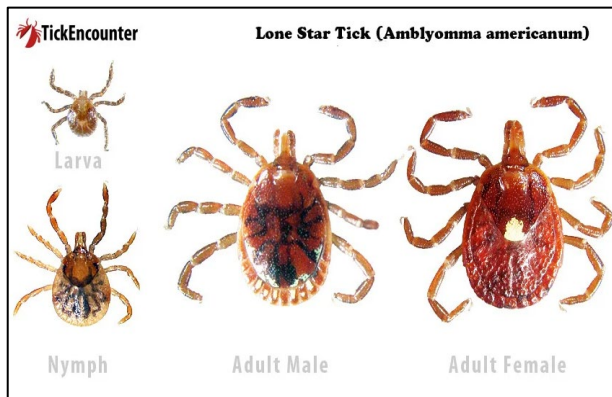 TickEncounter
Lone Star Tick (Amblyomma americanum)
Larva
Nymph
Adult Male
Adult Female